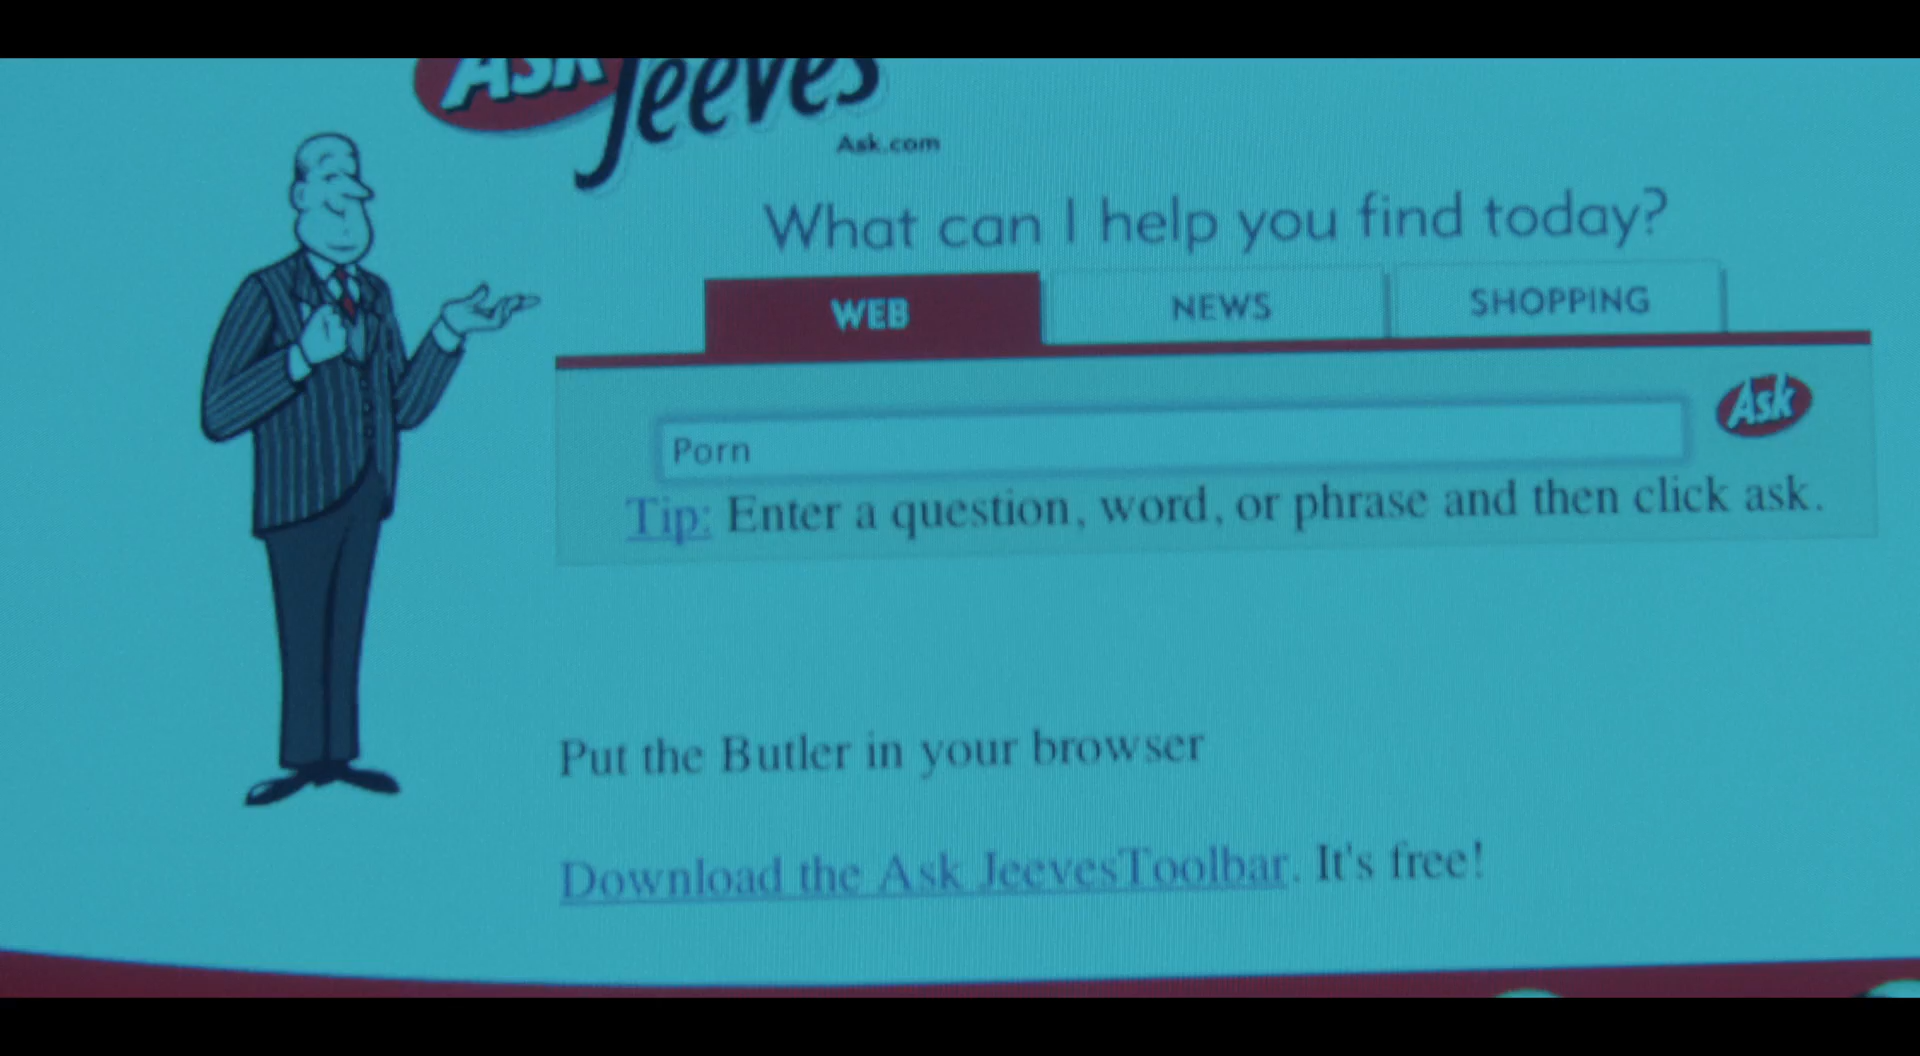 Ask Jeeves
Ask.com
What can I help you find today?
WEB NEWS SHOPPING
Porn
Ask
Tip: Enter a question, word, or phrase and then click ask.
Put the Butler in your browser
Download the Ask JeevesToolbar. It's free!